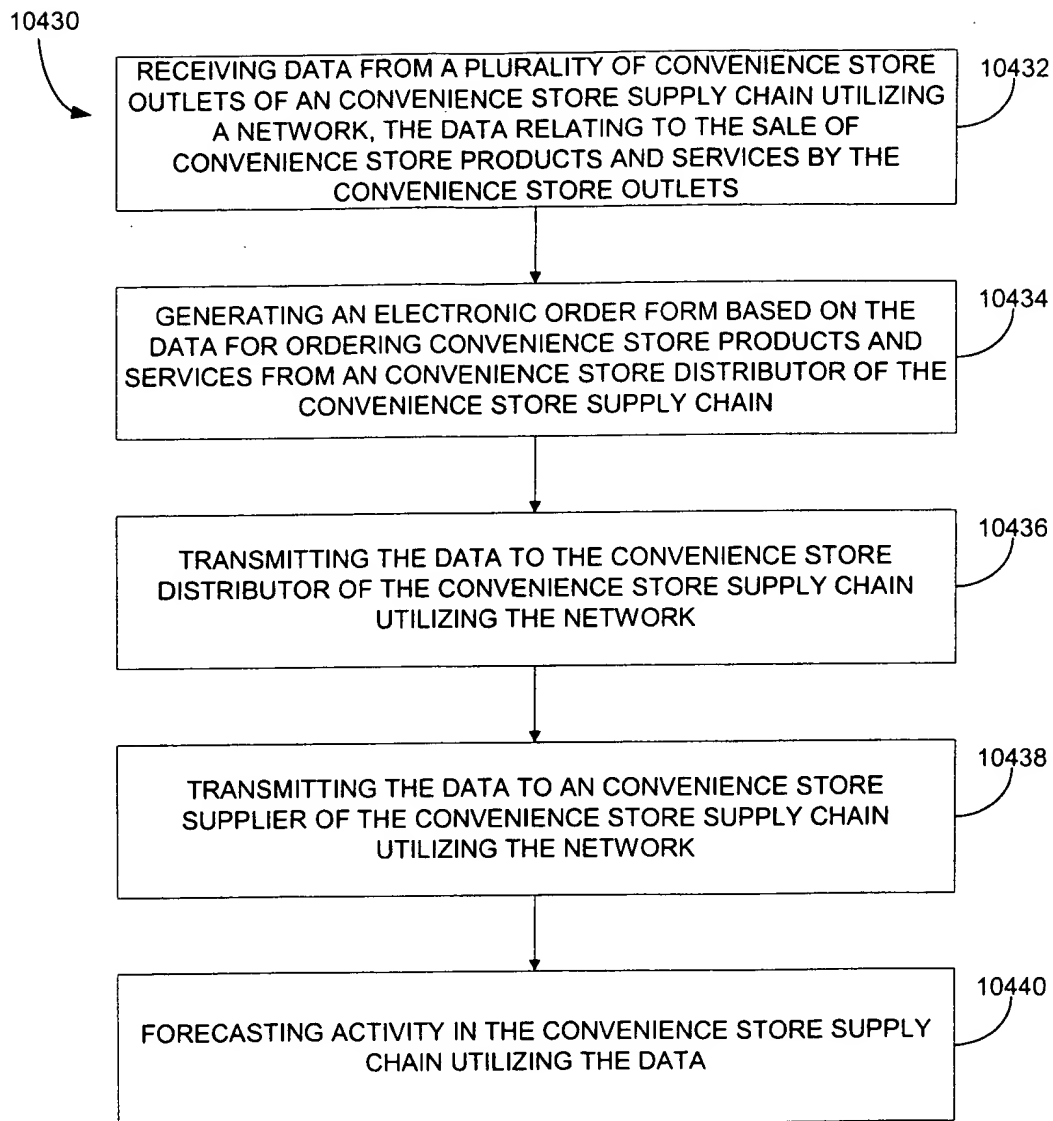 10430
RECEIVING DATA FROM A PLURALITY OF CONVENIENCE STORE
OUTLETS OF AN CONVENIENCE STORE SUPPLY CHAIN UTILIZING
A NETWORK, THE DATA RELATING TO THE SALE OF
CONVENIENCE STORE PRODUCTS AND SERVICES BY THE
CONVENIENCE STORE OUTLETS
10432
GENERATING AN ELECTRONIC ORDER FORM BASED ON THE
DATA FOR ORDERING CONVENIENCE STORE PRODUCTS AND
SERVICES FROM AN CONVENIENCE STORE DISTRIBUTOR OF THE
CONVENIENCE STORE SUPPLY CHAIN
10434
TRANSMITTING THE DATA TO THE CONVENIENCE STORE
DISTRIBUTOR OF THE CONVENIENCE STORE SUPPLY CHAIN
UTILIZING THE NETWORK
10436
TRANSMITTING THE DATA TO AN CONVENIENCE STORE
SUPPLIER OF THE CONVENIENCE STORE SUPPLY CHAIN
UTILIZING THE NETWORK
10438
FORECASTING ACTIVITY IN THE CONVENIENCE STORE SUPPLY
CHAIN UTILIZING THE DATA
10440